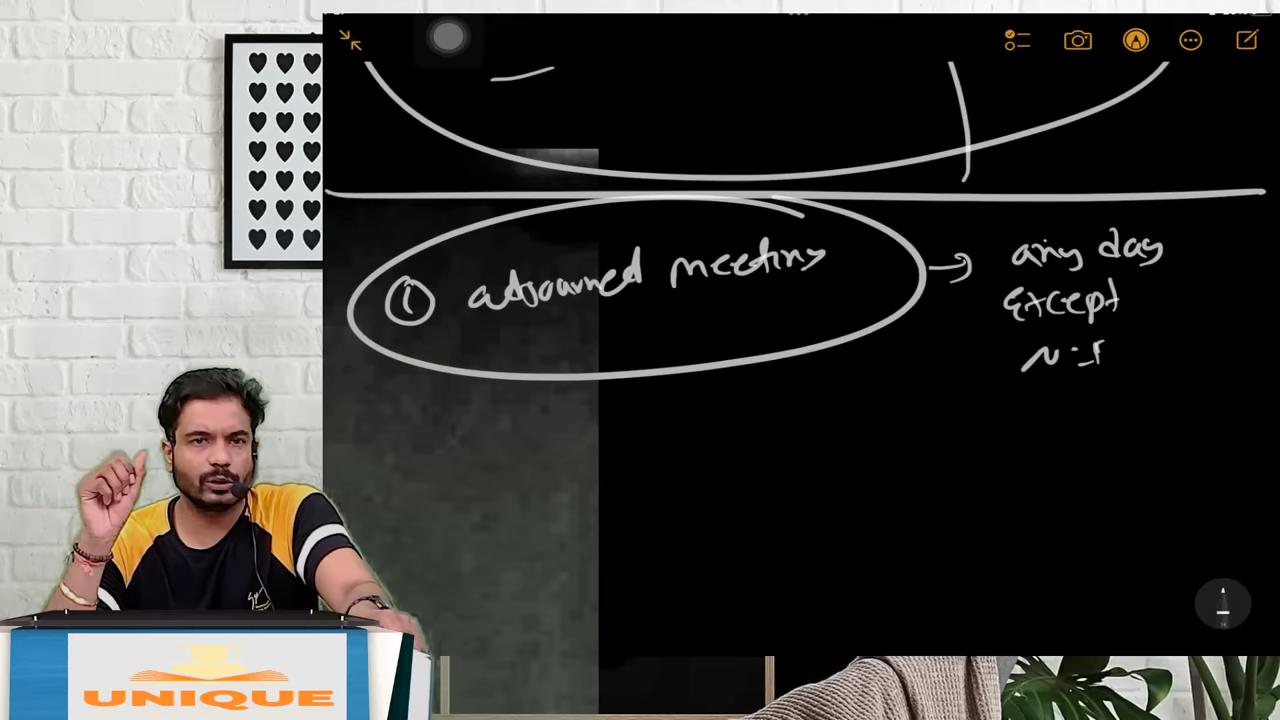 ① adjourned meeting → any day
Except
UNIQUE